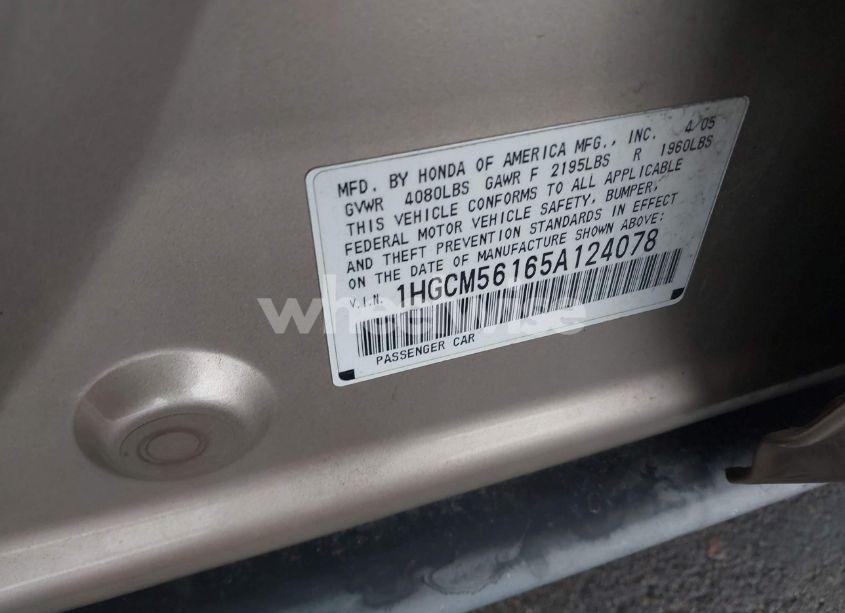 MFD. BY HONDA OF AMERICA MFG., INC. 4/05
GVWR 4080LBS GAWR F 2195LBS R 1960LBS
THIS VEHICLE CONFORMS TO ALL APPLICABLE
FEDERAL MOTOR VEHICLE SAFETY, BUMPER,
AND THEFT PREVENTION STANDARDS IN EFFECT
ON THE DATE OF MANUFACTURE SHOWN ABOVE:
V.I.N. 1HGCM56165A124078
PASSENGER CAR